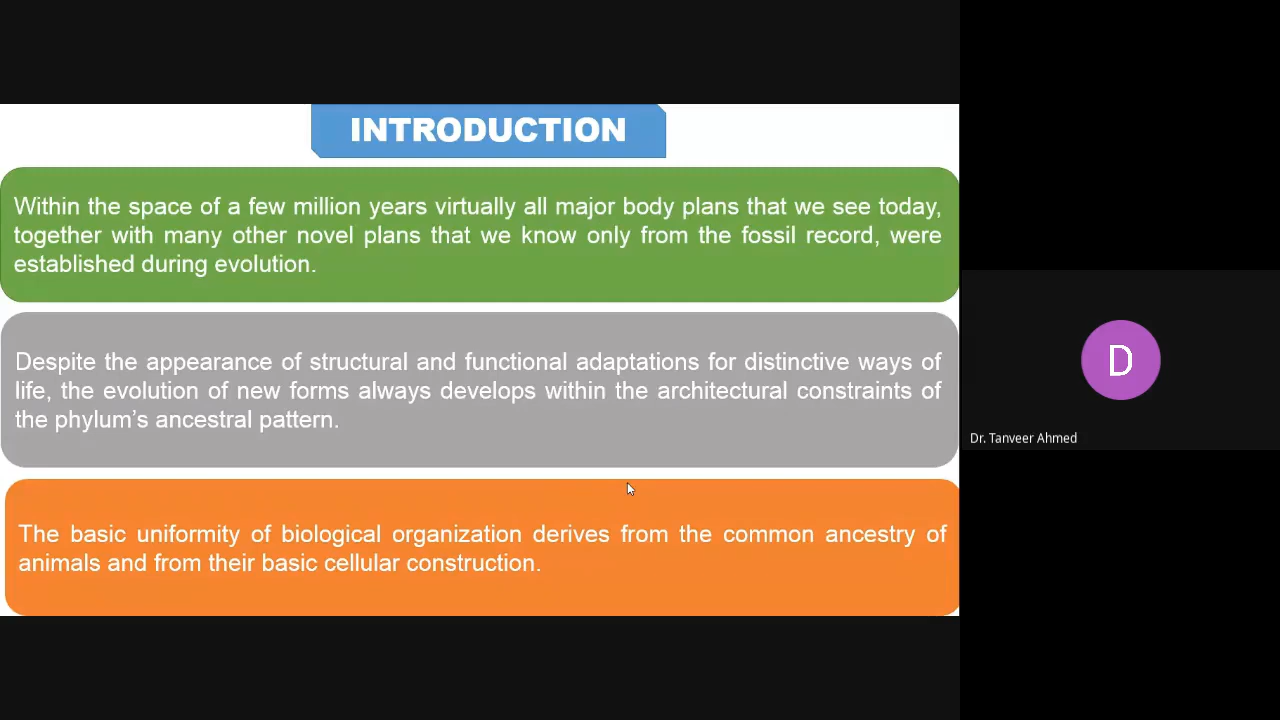 INTRODUCTION
Within the space of a few million years virtually all major body plans that we see today,
together with many other novel plans that we know only from the fossil record, were
established during evolution.
Despite the appearance of structural and functional adaptations for distinctive ways of
life, the evolution of new forms always develops within the architectural constraints of
the phylum’s ancestral pattern.
The basic uniformity of biological organization derives from the common ancestry of
animals and from their basic cellular construction.
D
Dr. Tanveer Ahmed